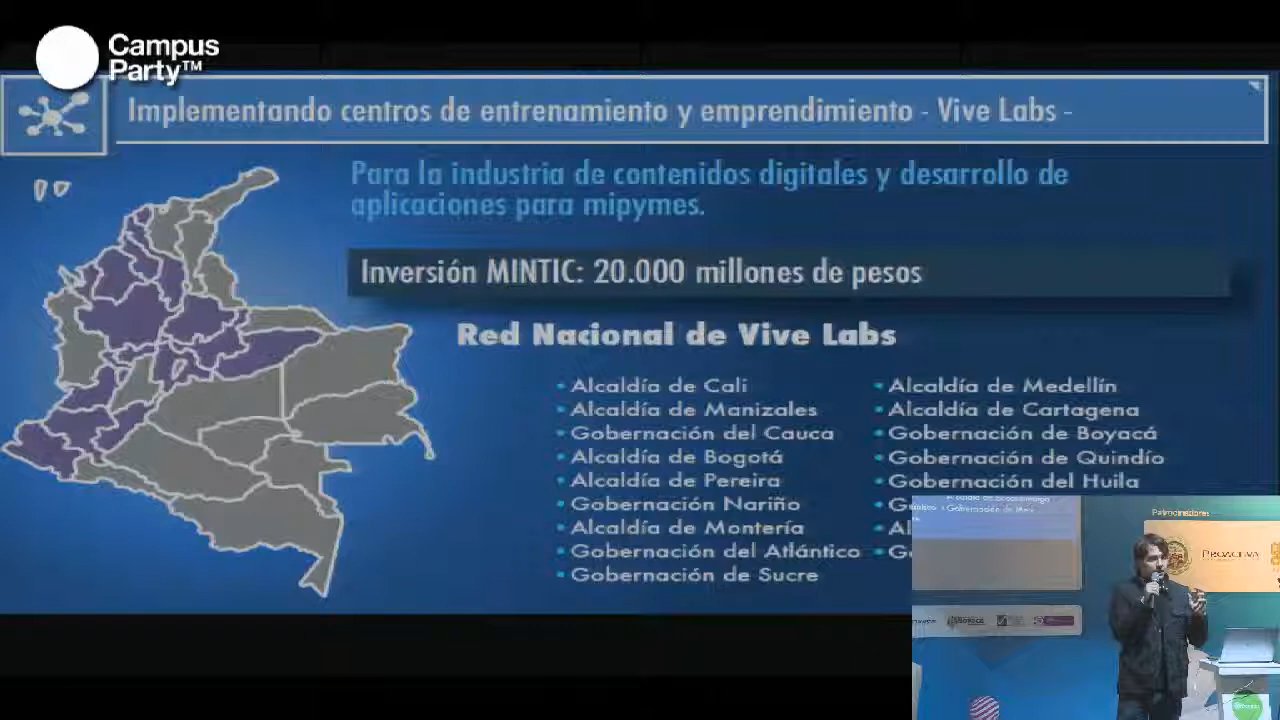 Campus
Party™
Implementando centros de entrenamiento y emprendimiento - Vive Labs -
Para la industria de contenidos digitales y desarrollo de
aplicaciones para mipymes.
Inversión MINTIC: 20.000 millones de pesos
Red Nacional de Vive Labs
• Alcaldía de Cali
• Alcaldía de Manizales
• Gobernación del Cauca
• Alcaldía de Bogotá
• Alcaldía de Pereira
• Gobernación Nariño
• Alcaldía de Montería
• Gobernación del Atlántico
• Gobernación de Sucre
• Alcaldía de Medellín
• Alcaldía de Cartagena
• Gobernación de Boyacá
• Gobernación de Quindío
• Gobernación del Huila
Patrocinadores
PROACTIVA